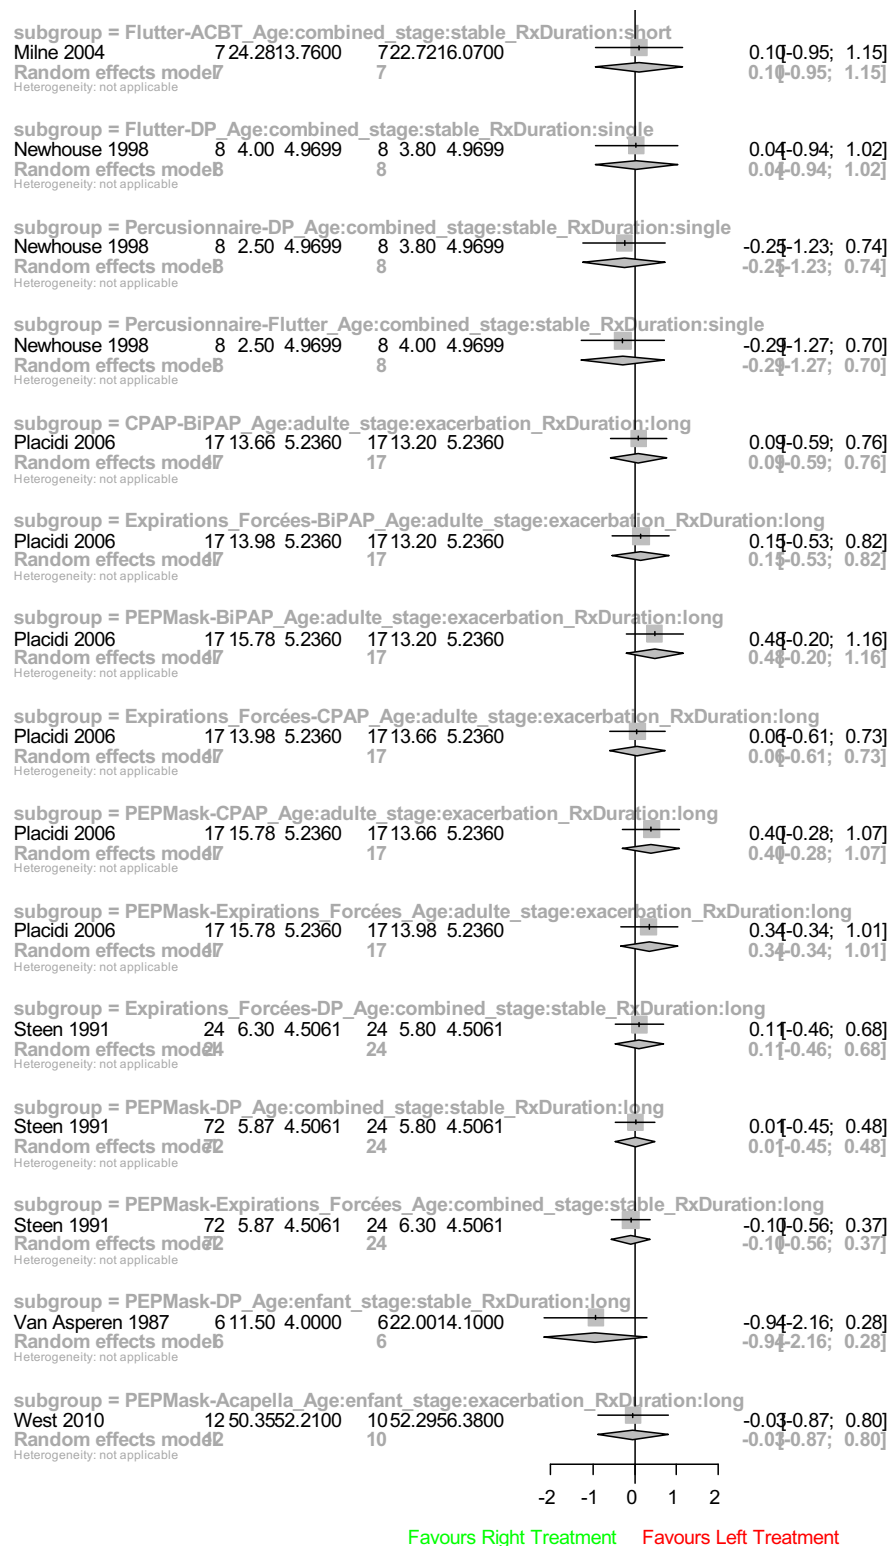 subgroup = Flutter-ACBT_Age:combined_stage:stable_RxDuration:short
Milne 2004 7 24.28 13.7600 7 22.72 16.0700 0.10 [-0.95; 1.15]
Random effects model 7 7 0.10 [-0.95; 1.15]
Heterogeneity: not applicable
subgroup = Flutter-DP_Age:combined_stage:stable_RxDuration:single
Newhouse 1998 8 4.00 4.9699 8 3.80 4.9699 0.04 [-0.94; 1.02]
Random effects model 8 8 0.04 [-0.94; 1.02]
Heterogeneity: not applicable
subgroup = Percusionnaire-DP_Age:combined_stage:stable_RxDuration:single
Newhouse 1998 8 2.50 4.9699 8 3.80 4.9699 -0.25 [-1.23; 0.74]
Random effects model 8 8 -0.25 [-1.23; 0.74]
Heterogeneity: not applicable
subgroup = Percusionnaire-Flutter_Age:combined_stage:stable_RxDuration:single
Newhouse 1998 8 2.50 4.9699 8 4.00 4.9699 -0.29 [-1.27; 0.70]
Random effects model 8 8 -0.29 [-1.27; 0.70]
Heterogeneity: not applicable
subgroup = CPAP-BiPAP_Age:adulte_stage:exacerbation_RxDuration:long
Placidi 2006 17 13.66 5.2360 17 13.20 5.2360 0.09 [-0.59; 0.76]
Random effects model 17 17 0.09 [-0.59; 0.76]
Heterogeneity: not applicable
subgroup = Expirations_Forcées-BiPAP_Age:adulte_stage:exacerbation_RxDuration:long
Placidi 2006 17 13.98 5.2360 17 13.20 5.2360 0.15 [-0.53; 0.82]
Random effects model 17 17 0.15 [-0.53; 0.82]
Heterogeneity: not applicable
subgroup = PEPMask-BiPAP_Age:adulte_stage:exacerbation_RxDuration:long
Placidi 2006 17 15.78 5.2360 17 13.20 5.2360 0.48 [-0.20; 1.16]
Random effects model 17 17 0.48 [-0.20; 1.16]
Heterogeneity: not applicable
subgroup = Expirations_Forcées-CPAP_Age:adulte_stage:exacerbation_RxDuration:long
Placidi 2006 17 13.98 5.2360 17 13.66 5.2360 0.06 [-0.61; 0.73]
Random effects model 17 17 0.06 [-0.61; 0.73]
Heterogeneity: not applicable
subgroup = PEPMask-CPAP_Age:adulte_stage:exacerbation_RxDuration:long
Placidi 2006 17 15.78 5.2360 17 13.66 5.2360 0.40 [-0.28; 1.07]
Random effects model 17 17 0.40 [-0.28; 1.07]
Heterogeneity: not applicable
subgroup = PEPMask-Expirations_Forcées_Age:adulte_stage:exacerbation_RxDuration:long
Placidi 2006 17 15.78 5.2360 17 13.98 5.2360 0.34 [-0.34; 1.01]
Random effects model 17 17 0.34 [-0.34; 1.01]
Heterogeneity: not applicable
subgroup = Expirations_Forcées-DP_Age:combined_stage:stable_RxDuration:long
Steen 1991 24 6.30 4.5061 24 5.80 4.5061 0.11 [-0.46; 0.68]
Random effects model 24 24 0.11 [-0.46; 0.68]
Heterogeneity: not applicable
subgroup = PEPMask-DP_Age:combined_stage:stable_RxDuration:long
Steen 1991 72 5.87 4.5061 24 5.80 4.5061 0.01 [-0.45; 0.48]
Random effects model 72 24 0.01 [-0.45; 0.48]
Heterogeneity: not applicable
subgroup = PEPMask-Expirations_Forcées_Age:combined_stage:stable_RxDuration:long
Steen 1991 72 5.87 4.5061 24 6.30 4.5061 -0.10 [-0.56; 0.37]
Random effects model 72 24 -0.10 [-0.56; 0.37]
Heterogeneity: not applicable
subgroup = PEPMask-DP_Age:enfant_stage:stable_RxDuration:long
Van Asperen 1987 6 11.50 4.0000 6 22.00 14.1000 -0.94 [-2.16; 0.28]
Random effects model 6 6 -0.94 [-2.16; 0.28]
Heterogeneity: not applicable
subgroup = PEPMask-Acapella_Age:enfant_stage:exacerbation_RxDuration:long
West 2010 12 50.35 52.2100 10 52.29 56.3800 -0.03 [-0.87; 0.80]
Random effects model 12 10 -0.03 [-0.87; 0.80]
Heterogeneity: not applicable
-2 -1 0 1 2
Favours Right Treatment Favours Left Treatment